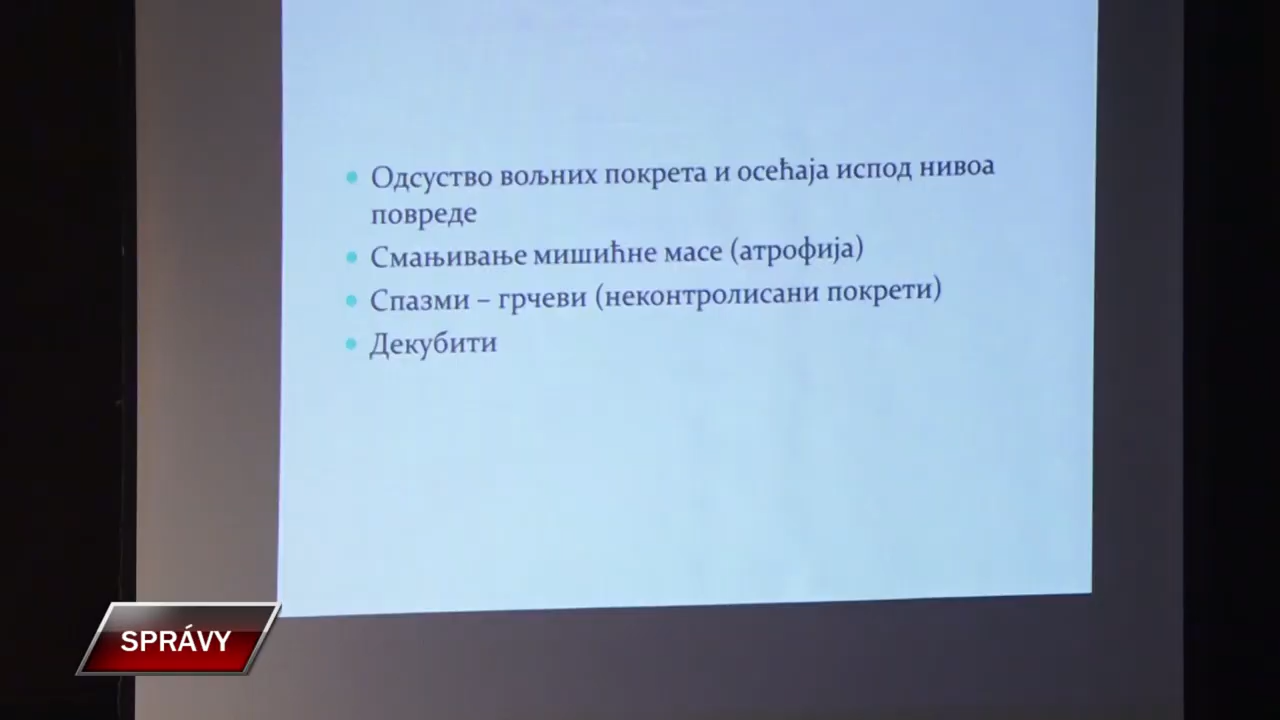 Одсуство вољних покрета и осећаја испод нивоа
повреде
Смањивање мишићне масе (атрофија)
Спазми – грчеви (неконтролисани покрети)
Декубити
SPRÁVY